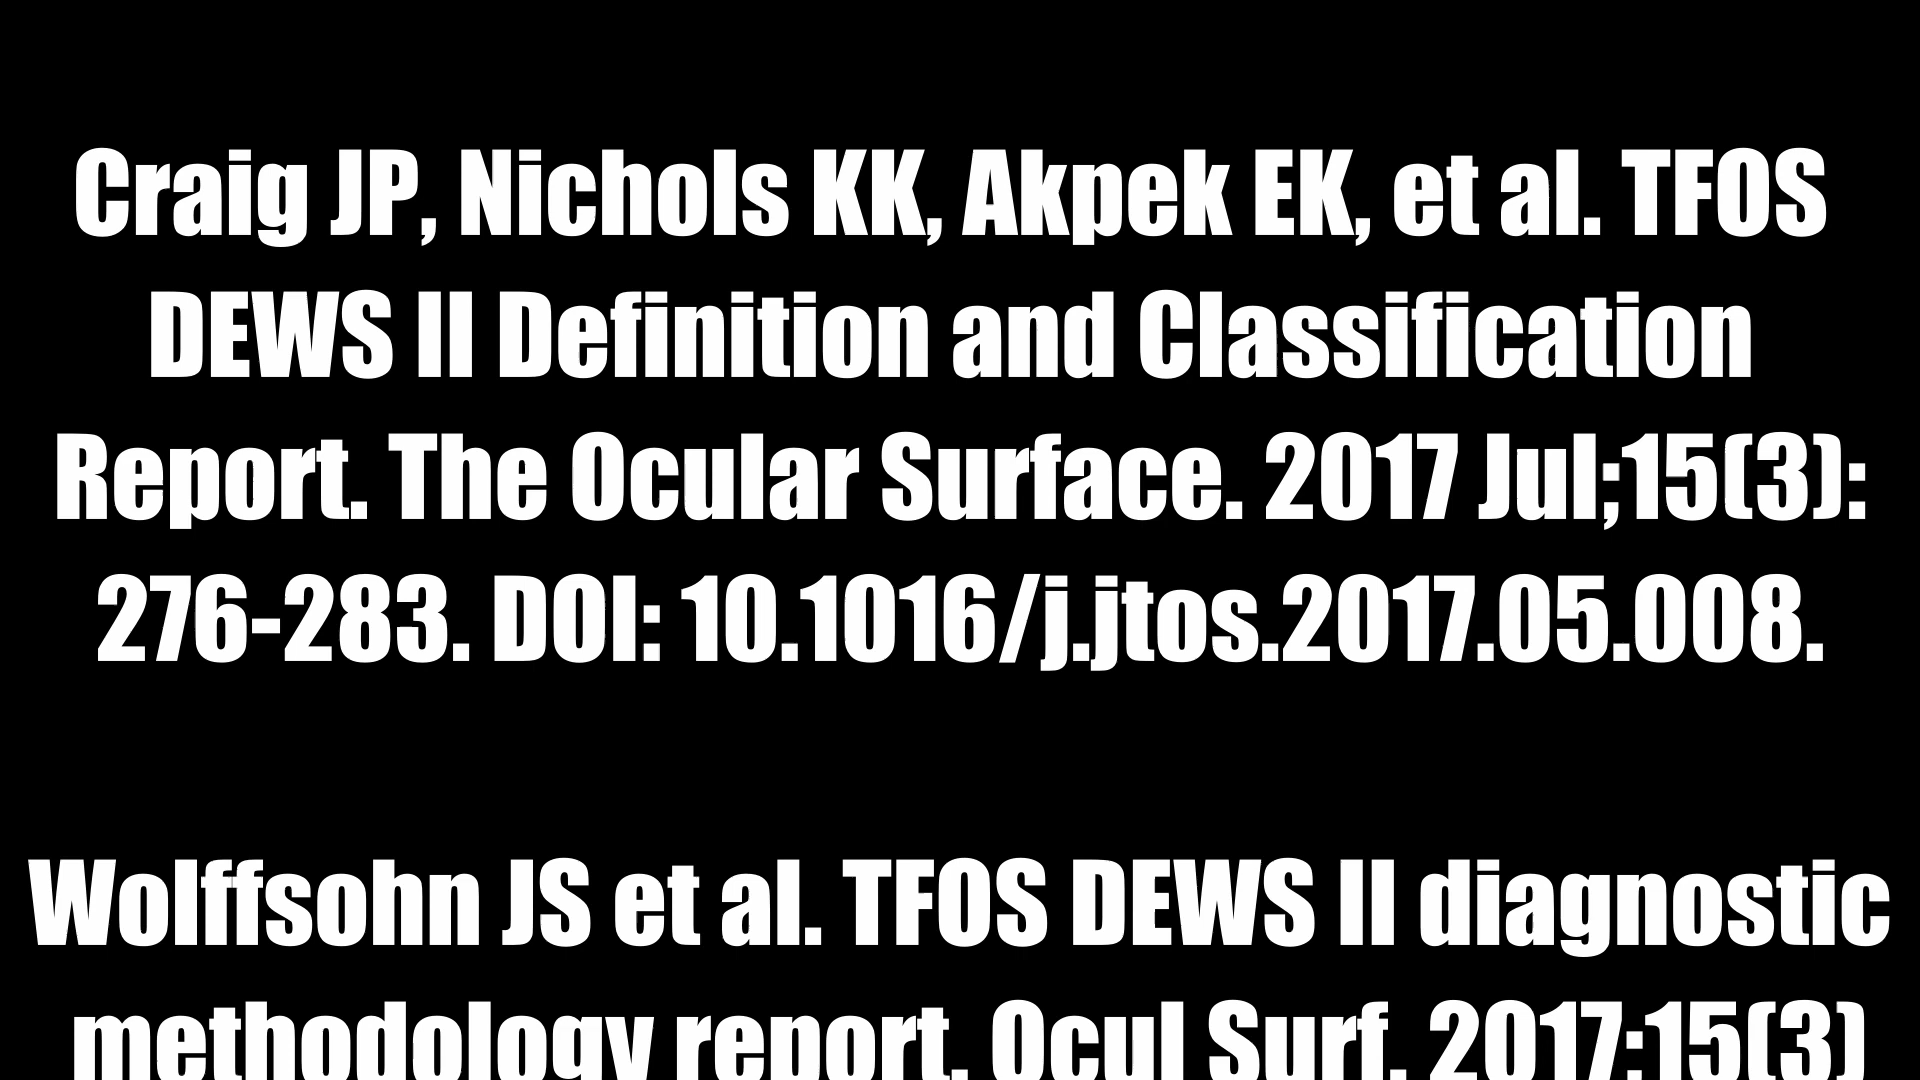 Craig JP, Nichols KK, Akpek EK, et al. TFOS
DEWS II Definition and Classification
Report. The Ocular Surface. 2017 Jul;15(3):
276-283. DOI: 10.1016/j.jtos.2017.05.008.
Wolffsohn JS et al. TFOS DEWS II diagnostic
methodology report. Ocul Surf. 2017;15(3)